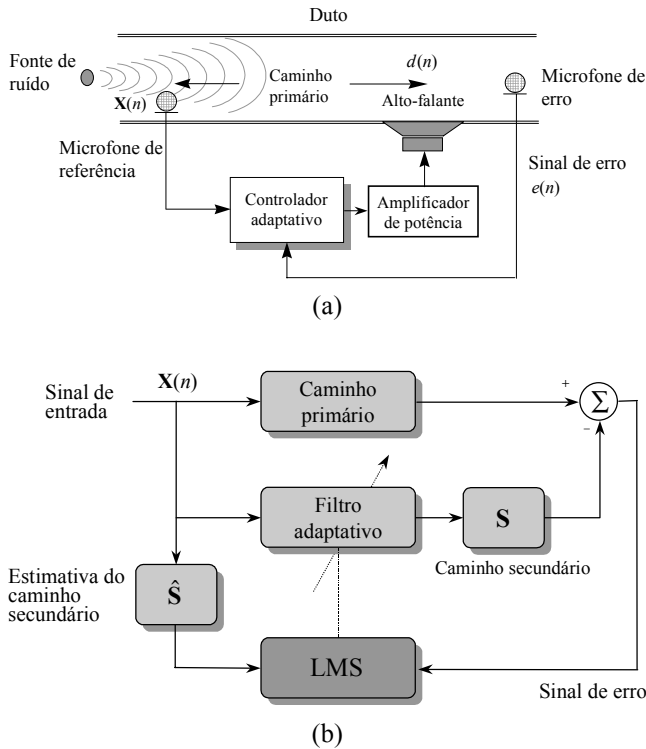 Duto
Fonte de
ruído
X(n)
Caminho
primário
d(n)
Alto-falante
Microfone de
erro
Microfone de
referência
Controlador
adaptativo
Amplificador
de potência
Sinal de erro
e(n)
(a)
X(n)
Sinal de
entrada
Caminho
primário
+
Σ
−
Filtro
adaptativo
S
Caminho secundário
Estimativa do
caminho
secundário
Ŝ
LMS
Sinal de erro
(b)